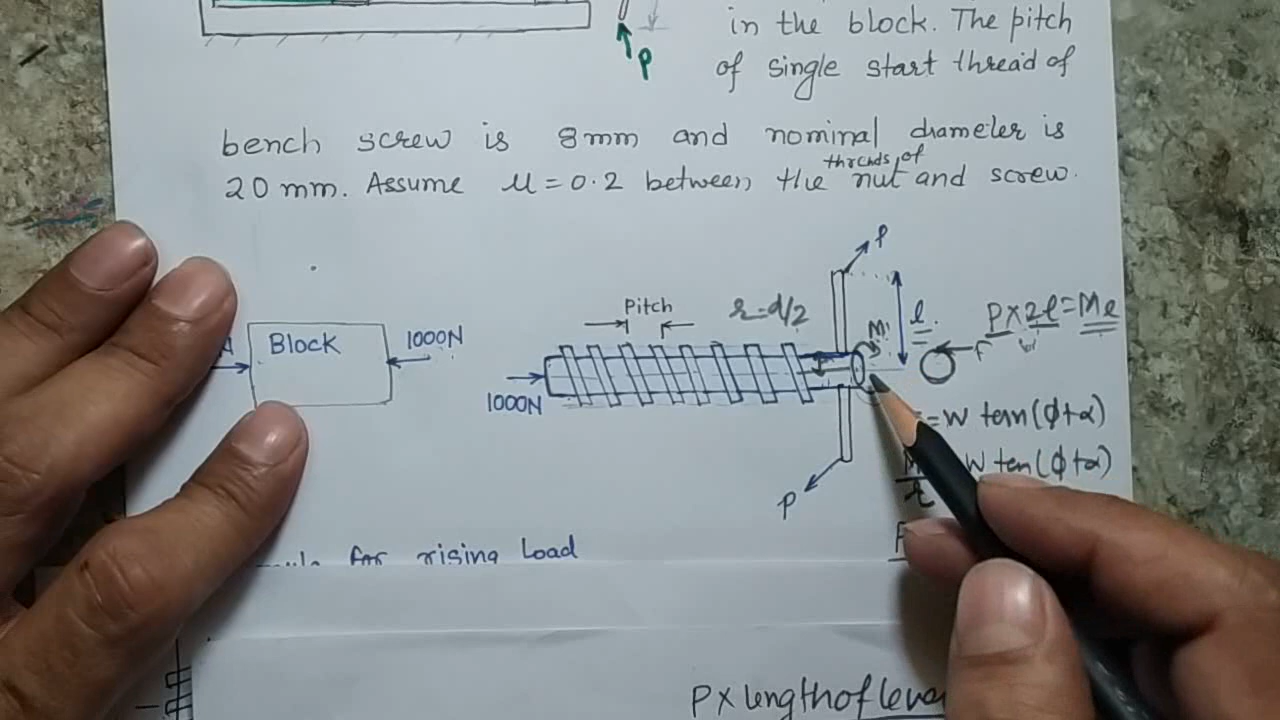 P
in the block. The pitch
of single start thread of
bench screw is 8mm and nominal diameter is
threads of
20 mm. Assume μ = 0.2 between the nut and screw.
P
Pitch
r=d/2
l
P×2l=Me
M
1000N
Block
1000N
=W tan(ϕ+α)
W tan(ϕ+α)
P
for rising Load
P × length of leve